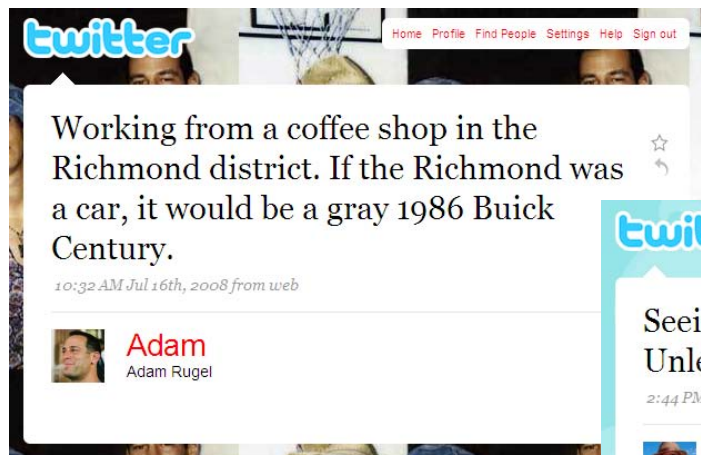 twitter
Home Profile Find People Settings Help Sign out
Working from a coffee shop in the
Richmond district. If the Richmond was
a car, it would be a gray 1986 Buick
Century.
10:32 AM Jul 16th, 2008 from web
Adam
Adam Rugel
twit
Seei
Unle
2:44 PM